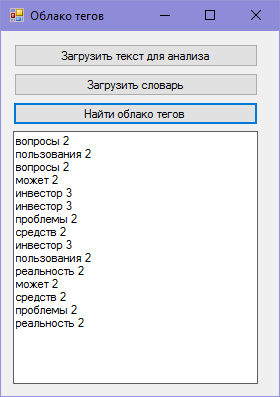 Облако тегов
Загрузить текст для анализа
Загрузить словарь
Найти облако тегов
вопросы 2
пользования 2
вопросы 2
может 2
инвестор 3
инвестор 3
проблемы 2
средств 2
инвестор 3
пользования 2
реальность 2
может 2
средств 2
проблемы 2
реальность 2